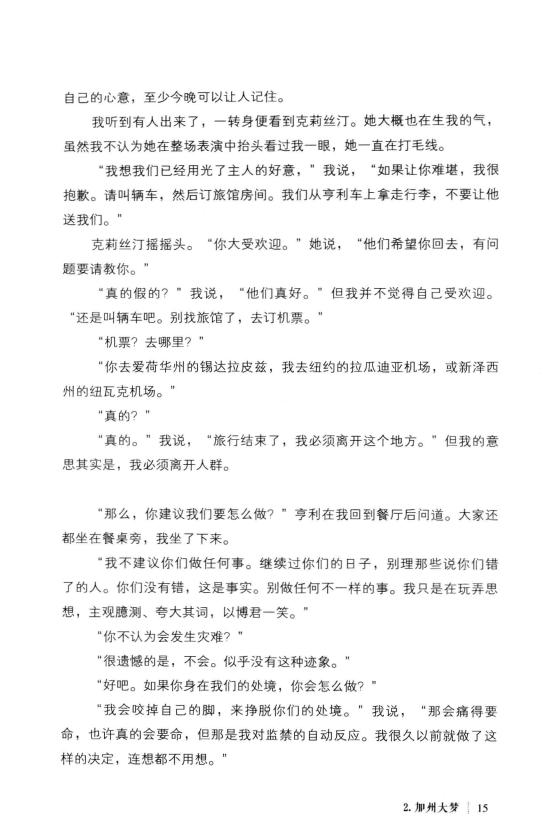 自己的心意，至少今晚可以让人记住。
我听到有人出来了，一转身便看到克莉丝汀。她大概也在生我的气，
虽然我不认为她在整场表演中抬头看过我一眼，她一直在打毛线。
“我想我们已经用光了主人的好意，”我说，“如果让你难堪，我很
抱歉。请叫辆车，然后订旅馆房间。我们从亨利车上拿走行李，不要让他
送我们。”
克莉丝汀摇摇头。“你大受欢迎。”她说，“他们希望你回去，有问
题要请教你。”
“真的假的？”我说，“他们真好。”但我并不觉得自己受欢迎。
“还是叫辆车吧。别找旅馆了，去订机票。”
“机票？去哪里？”
“你去爱荷华州的锡达拉皮兹，我去纽约的拉瓜迪亚机场，或新泽西
州的纽瓦克机场。”
“真的？”
“真的。”我说，“旅行结束了，我必须离开这个地方。”但我的意
思其实是，我必须离开人群。
“那么，你建议我们要怎么做？”亨利在我回到餐厅后问道。大家还
都坐在餐桌旁，我坐了下来。
“我不建议你们做任何事。继续过你们的日子，别理那些说你们错
了的人。你们没有错，这是事实。别做任何不一样的事。我只是在玩弄思
想，主观臆测、夸大其词，以博君一笑。”
“你不认为会发生灾难？”
“很遗憾的是，不会。似乎没有这种迹象。”
“好吧。如果你身在我们的处境，你会怎么做？”
“我会咬掉自己的脚，来挣脱你们的处境。”我说，“那会痛得要
命，也许真的会要命，但那是我对监禁的自动反应。我很久以前就做了这
样的决定，连想都不用想。”
2. 加州大梦 | 15